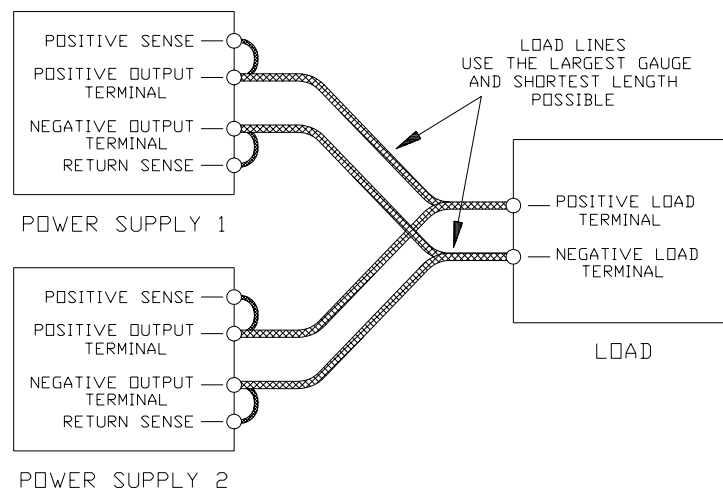 POSITIVE SENSE
POSITIVE OUTPUT
TERMINAL
NEGATIVE OUTPUT
TERMINAL
RETURN SENSE
POWER SUPPLY 1
LOAD LINES
USE THE LARGEST GAUGE
AND SHORTEST LENGTH
POSSIBLE
POSITIVE LOAD
TERMINAL
NEGATIVE LOAD
TERMINAL
LOAD
POSITIVE SENSE
POSITIVE OUTPUT
TERMINAL
NEGATIVE OUTPUT
TERMINAL
RETURN SENSE
POWER SUPPLY 2